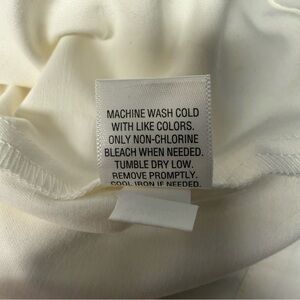 MACHINE WASH COLD
WITH LIKE COLORS.
ONLY NON-CHLORINE
BLEACH WHEN NEEDED.
TUMBLE DRY LOW.
REMOVE PROMPTLY.
COOL IRON IF NEEDED.